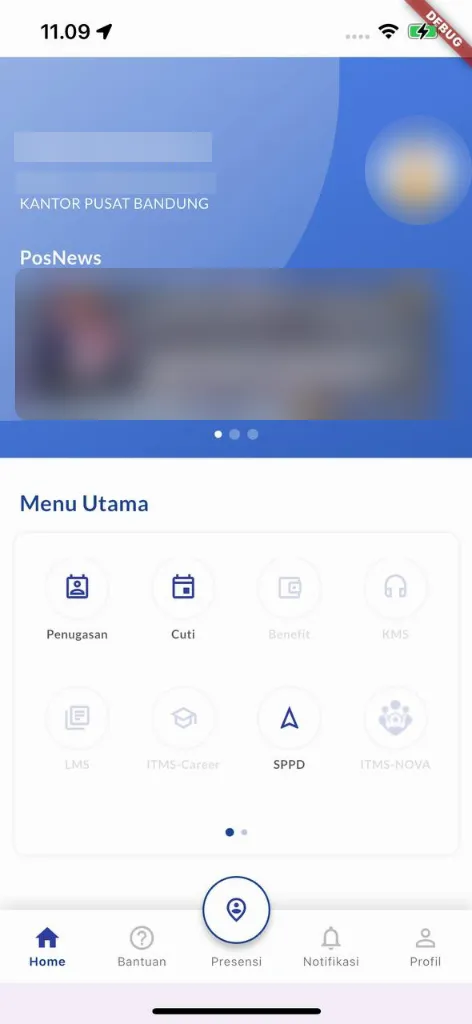 11.09
DEBUG
KANTOR PUSAT BANDUNG
PosNews
Menu Utama
Penugasan
Cuti
Benefit
KMS
LMS
ITMS-Career
SPPD
ITMS-NOVA
Home
Bantuan
Presensi
Notifikasi
Profil